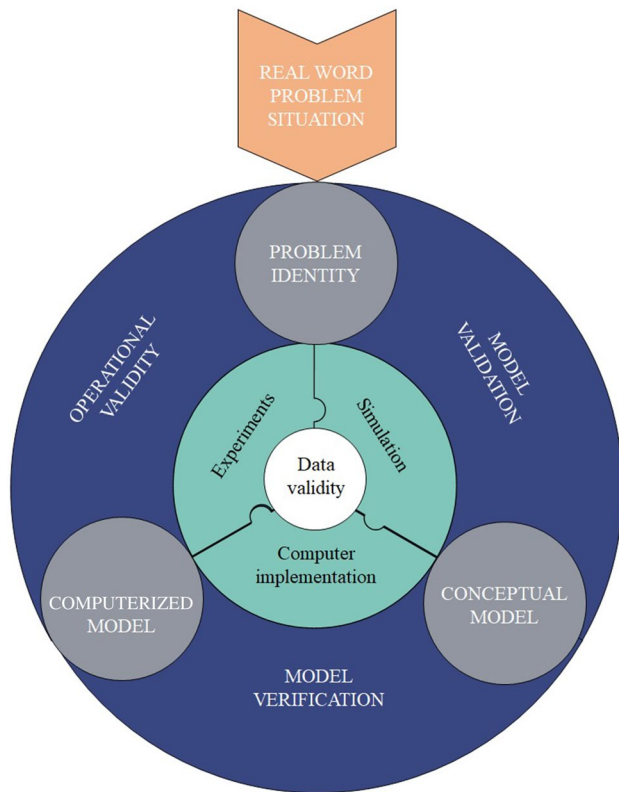 REAL WORD
PROBLEM
SITUATION
PROBLEM
IDENTITY
OPERATIONAL
VALIDITY
MODEL
VALIDATION
Experiments
Simulation
Data
validity
Computer
implementation
COMPUTERIZED
MODEL
CONCEPTUAL
MODEL
MODEL
VERIFICATION